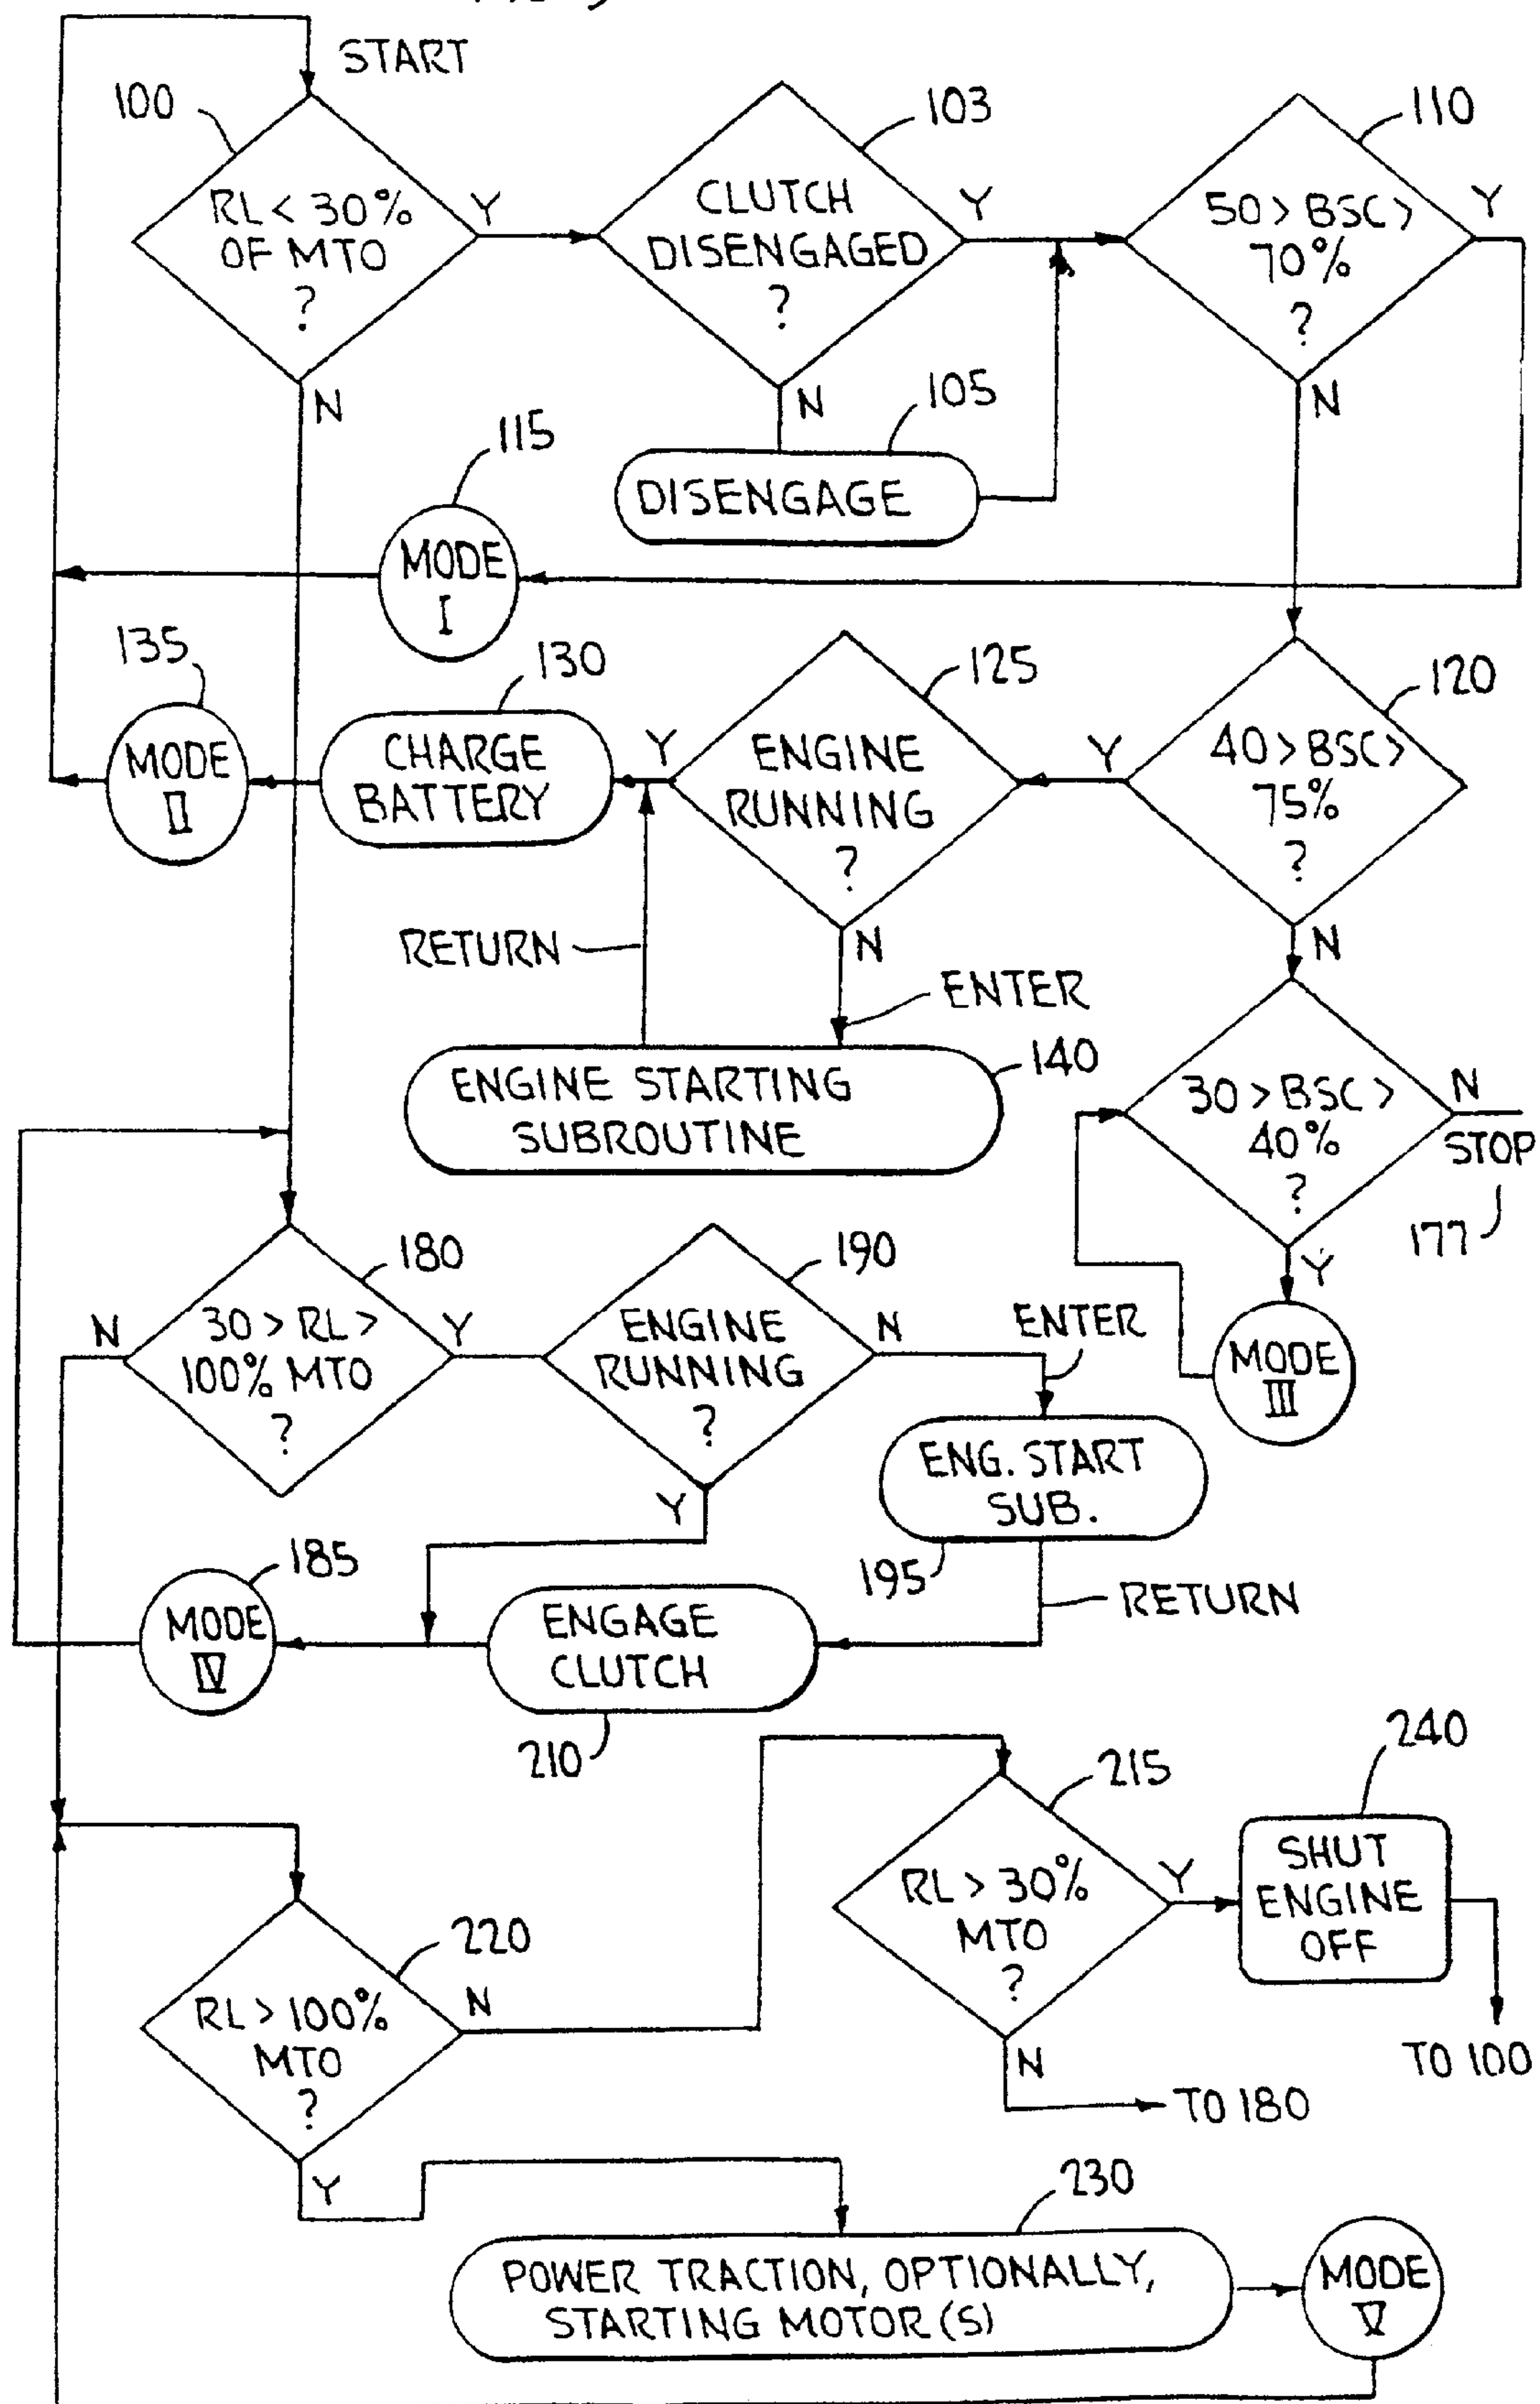 START
100
RL < 30%
OF MTO
?
Y
N
103
CLUTCH
DISENGAGED
?
Y
N
105
DISENGAGE
110
50 > BSC >
70%
?
Y
N
115
MODE
I
120
40 > BSC >
75%
?
Y
N
125
ENGINE
RUNNING
?
Y
N
130
CHARGE
BATTERY
135
MODE
II
RETURN
ENTER
140
ENGINE STARTING
SUBROUTINE
30 > BSC >
40%
?
N
STOP
177
Y
MODE
III
180
30 > RL >
100% MTO
?
N
Y
190
ENGINE
RUNNING
?
N
Y
ENTER
ENG. START
SUB.
195
RETURN
185
MODE
IV
ENGAGE
CLUTCH
210
215
RL > 30%
MTO
?
Y
N
TO 180
240
SHUT
ENGINE
OFF
TO 100
220
RL > 100%
MTO
?
N
Y
230
POWER TRACTION, OPTIONALLY,
STARTING MOTOR(S)
MODE
V